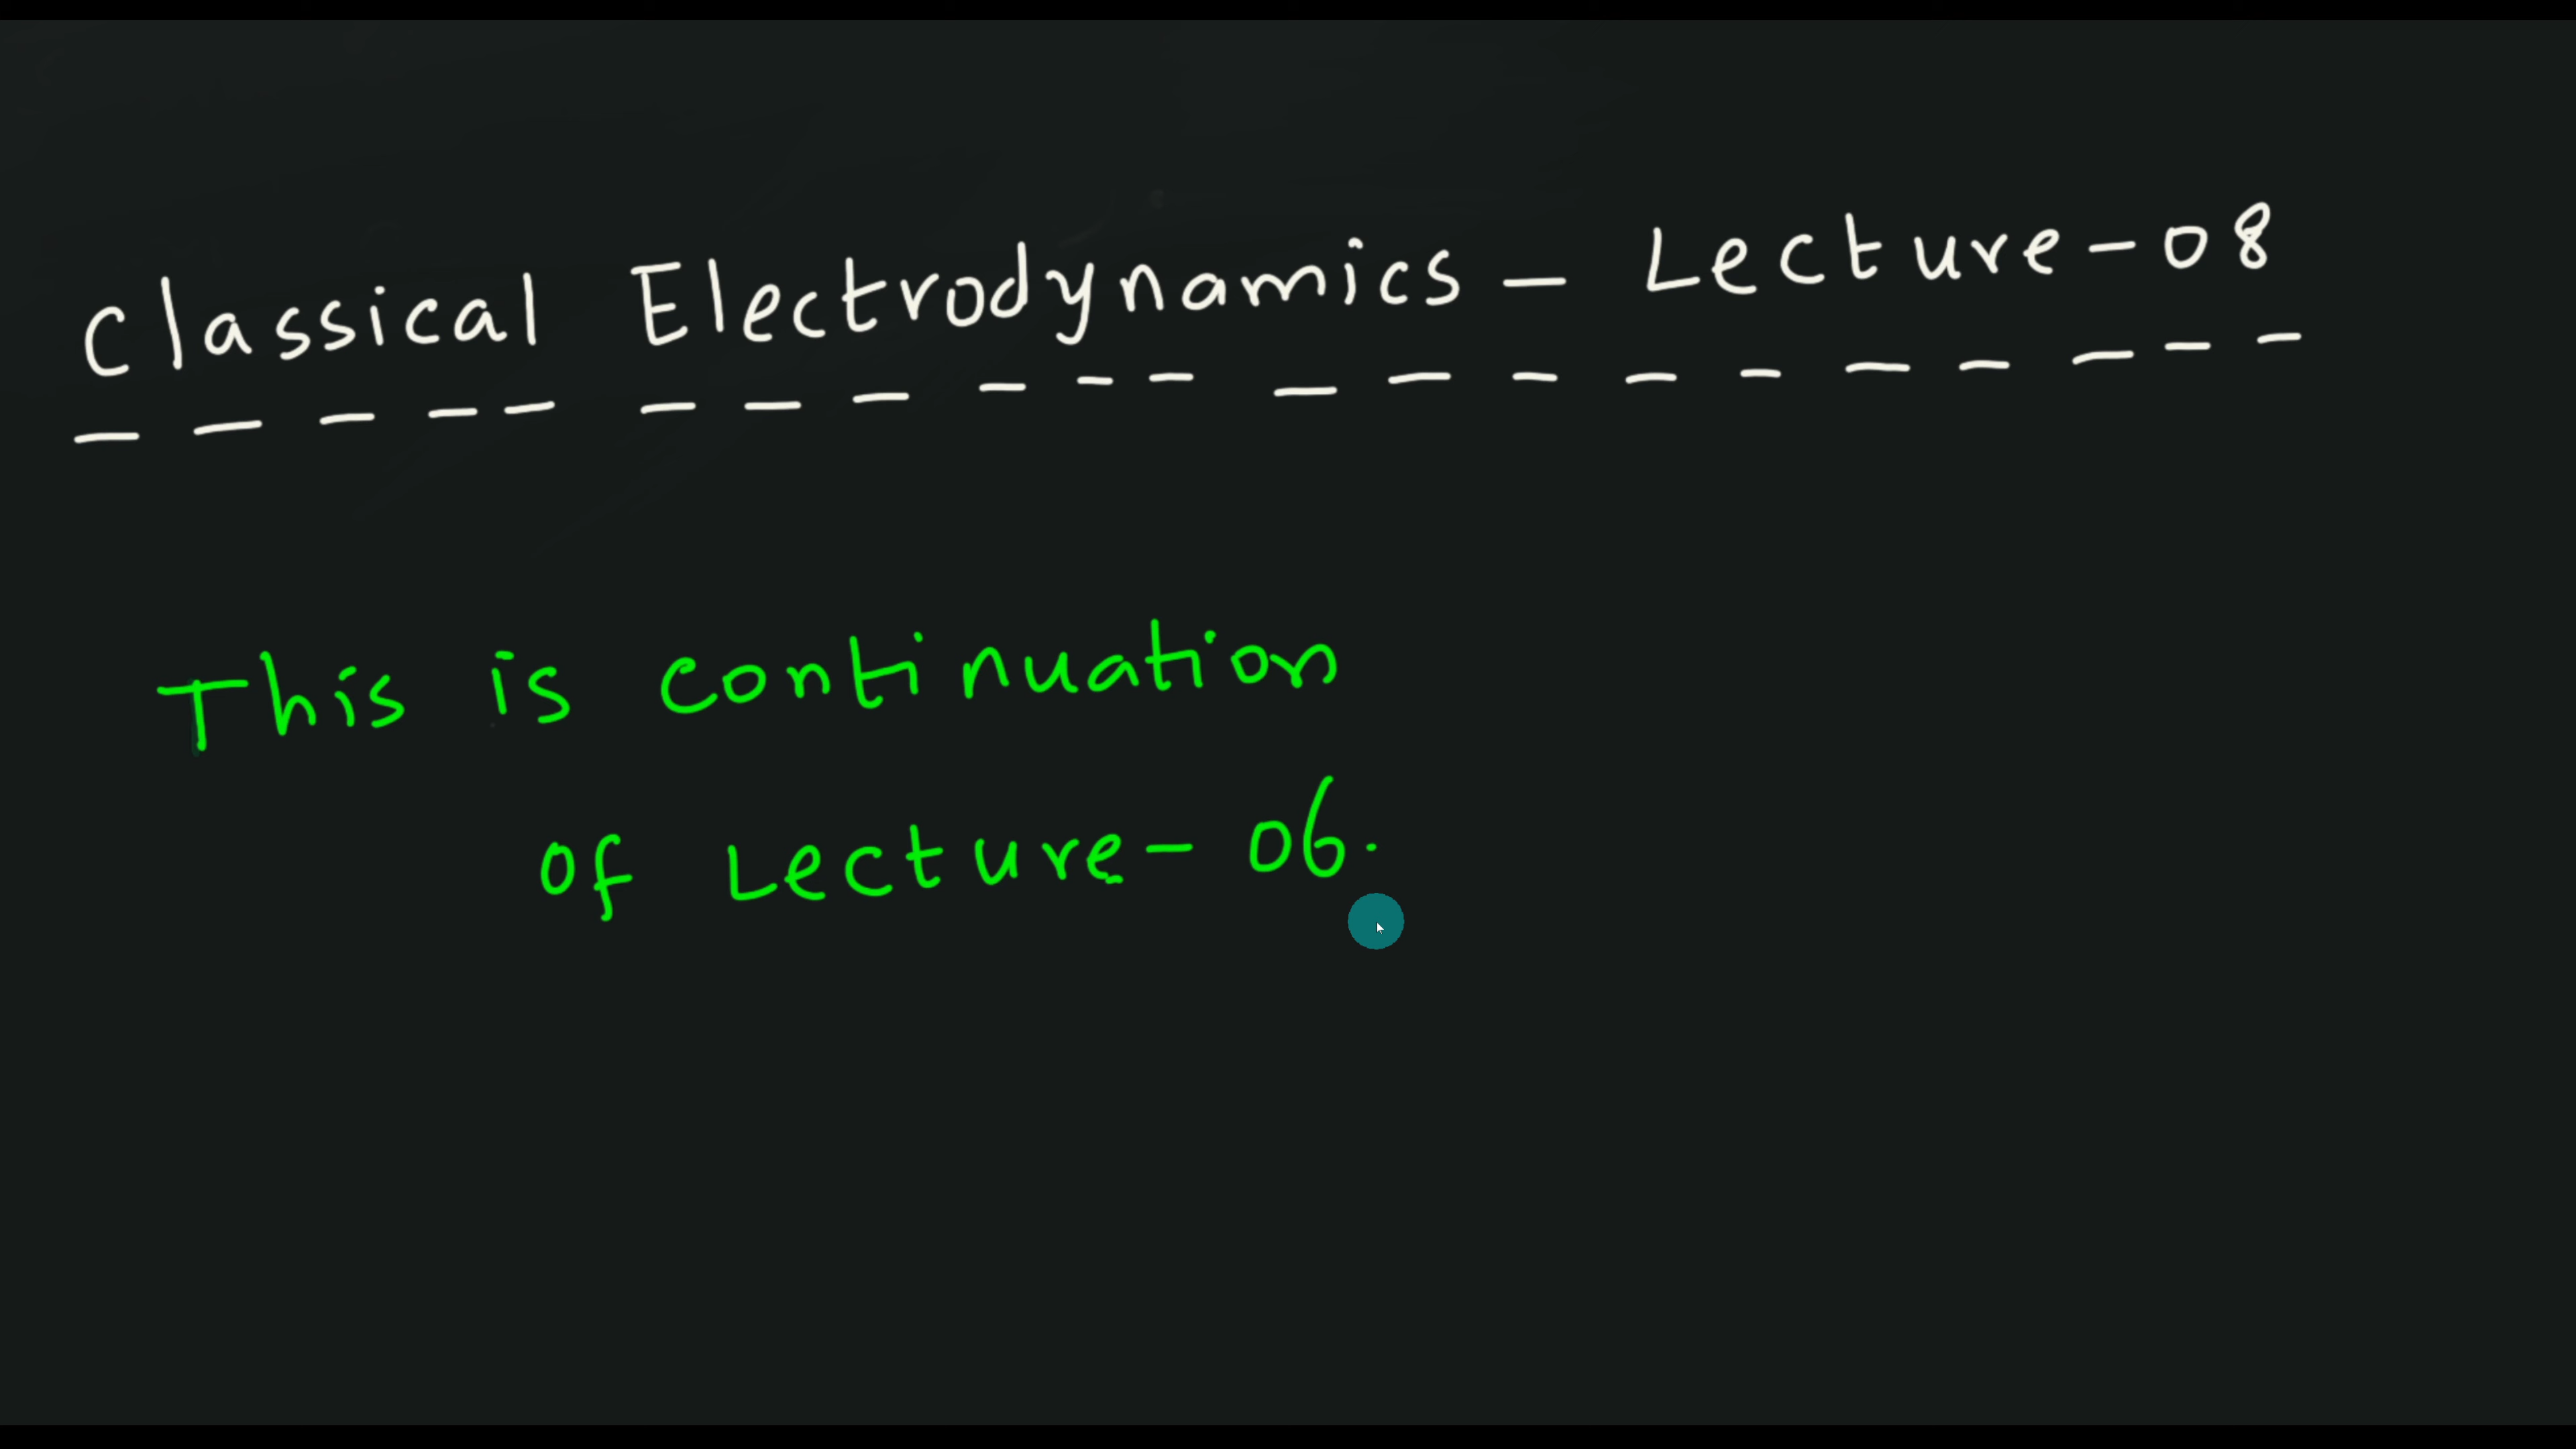 Classical Electrodynamics - Lecture-08
This is continuation
of Lecture-06.